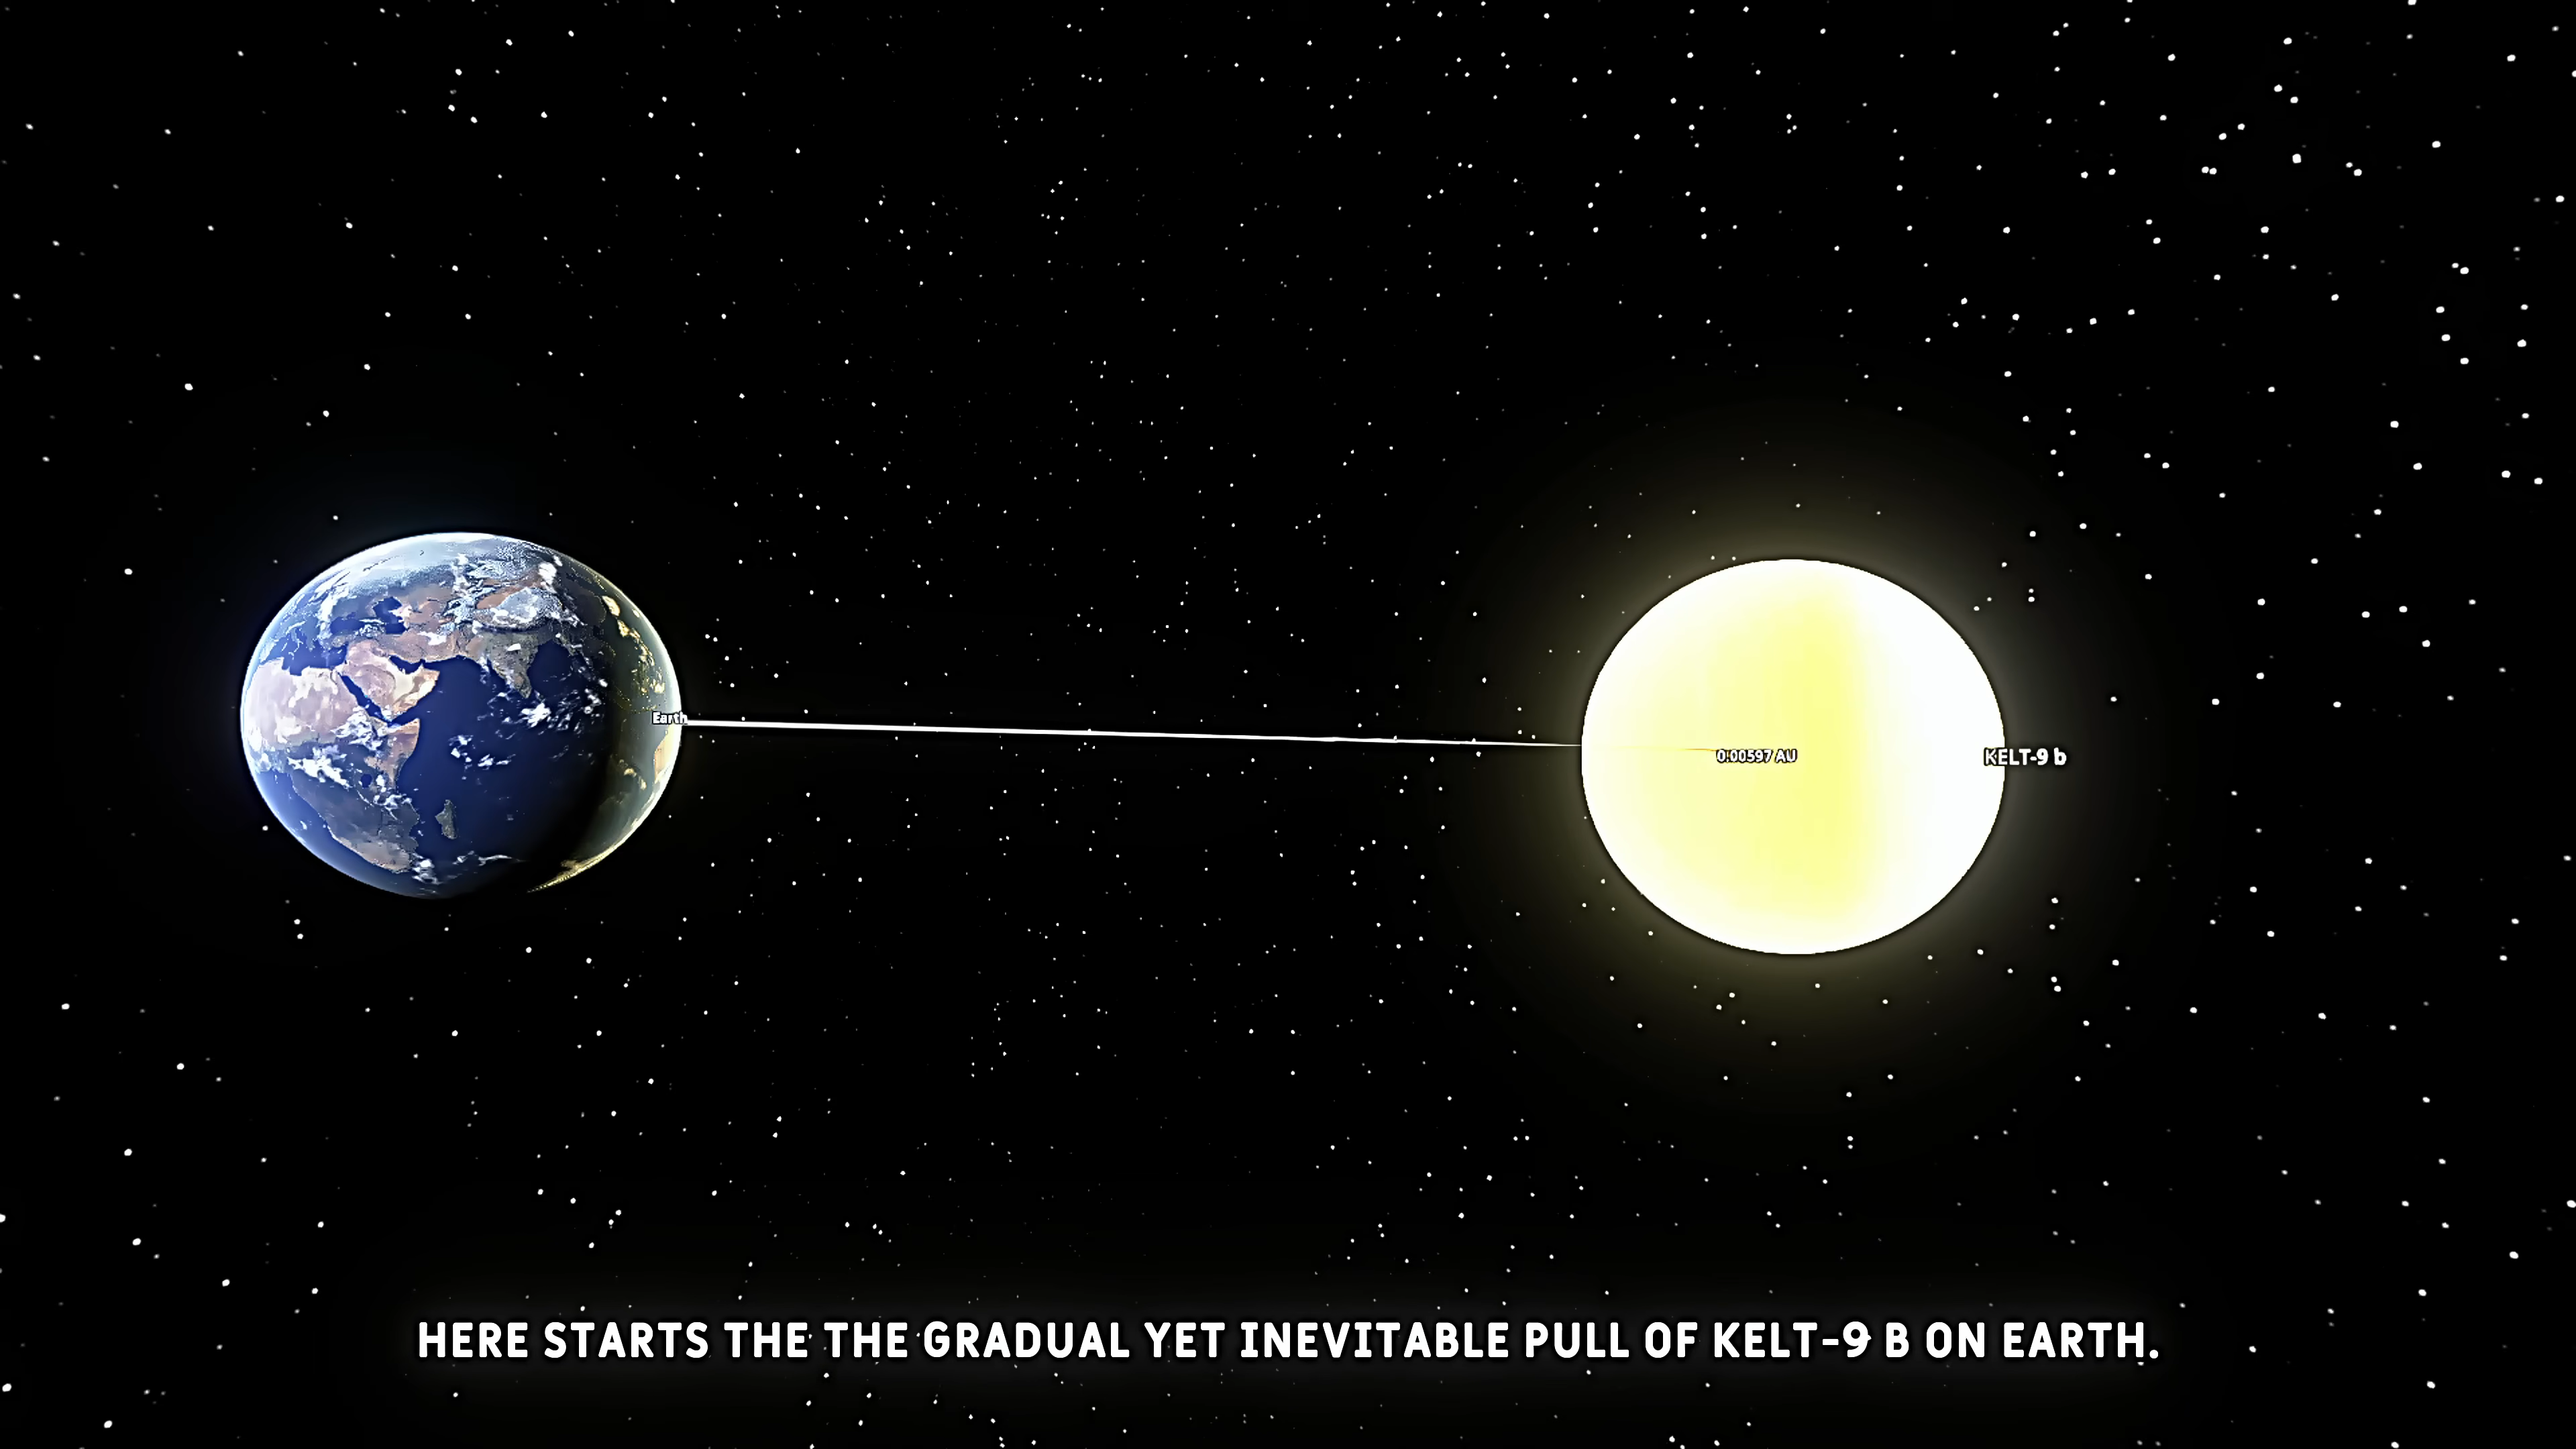 Earth
0.00597 AU
KELT-9 b
HERE STARTS THE THE GRADUAL YET INEVITABLE PULL OF KELT-9 B ON EARTH.